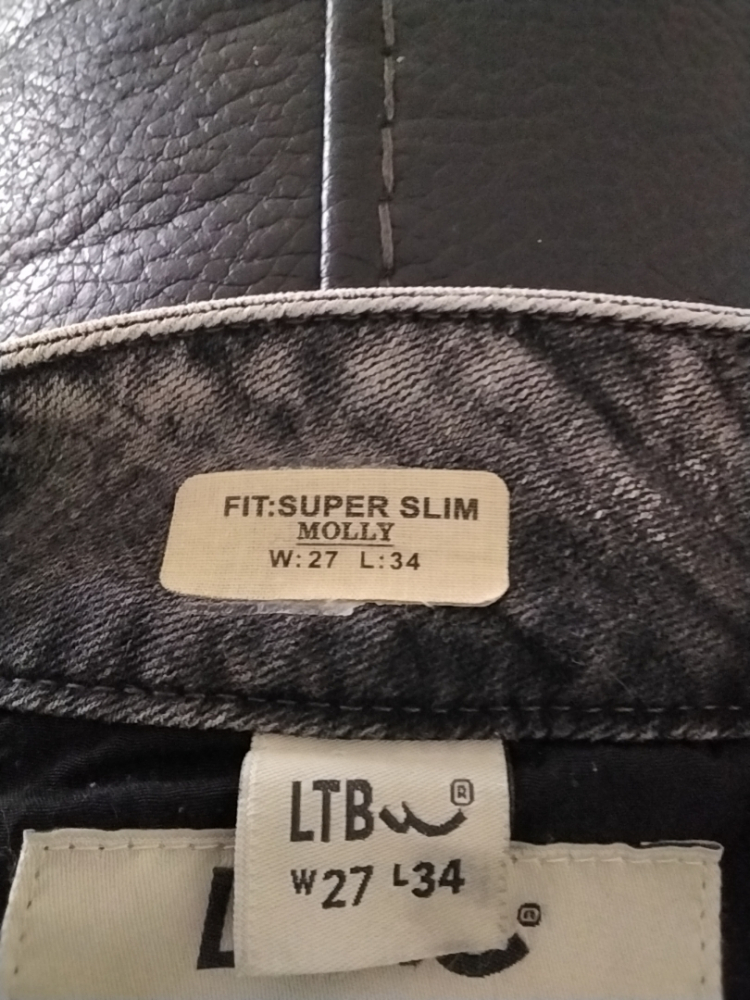 FIT:SUPER SLIM
MOLLY
W:27 L:34
LTB ®
W27 L34
®